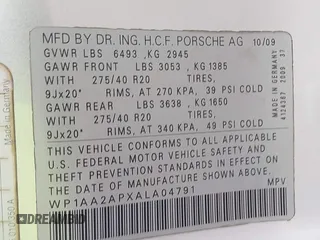 MFD BY DR. ING. H.C.F. PORSCHE AG 10/09
GVWR LBS 6493 ,KG 2945
GAWR FRONT LBS 3053 , KG 1385
WITH 275/40 R20 TIRES,
9Jx20" RIMS, AT 270 KPA, 39 PSI COLD
GAWR REAR LBS 3638 , KG 1650
WITH 275/40 R20 TIRES,
9Jx20" RIMS, AT 340 KPA, 49 PSI COLD
THIS VEHICLE CONFORMS TO ALL APPLICABLE
U.S. FEDERAL MOTOR VEHICLE SAFETY AND
THEFT PREVENTION STANDARDS IN EFFECT ON
THE DATE OF MANUFACTURE SHOWN ABOVE.
WP1AA2APXALA04791 MPV
4124367 2009 37
Made in Germany
DREAMBID